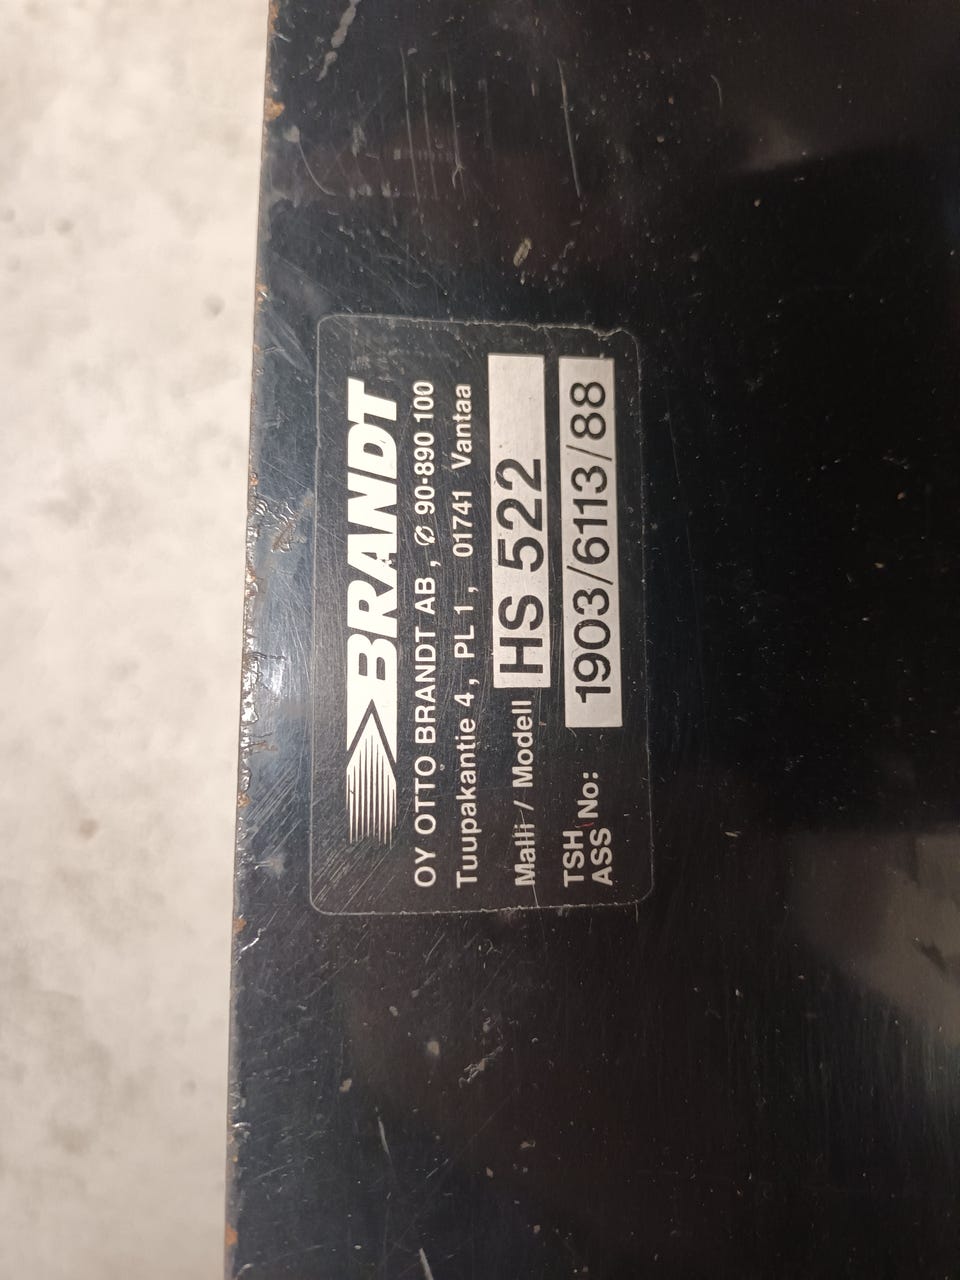 BRANDT
OY OTTO BRANDT AB, ∅ 90-890 100
Tuupakantie 4, PL 1, 01741 Vantaa
Malli / Modell HS 522
TSH
ASS No: 1903/6113/88